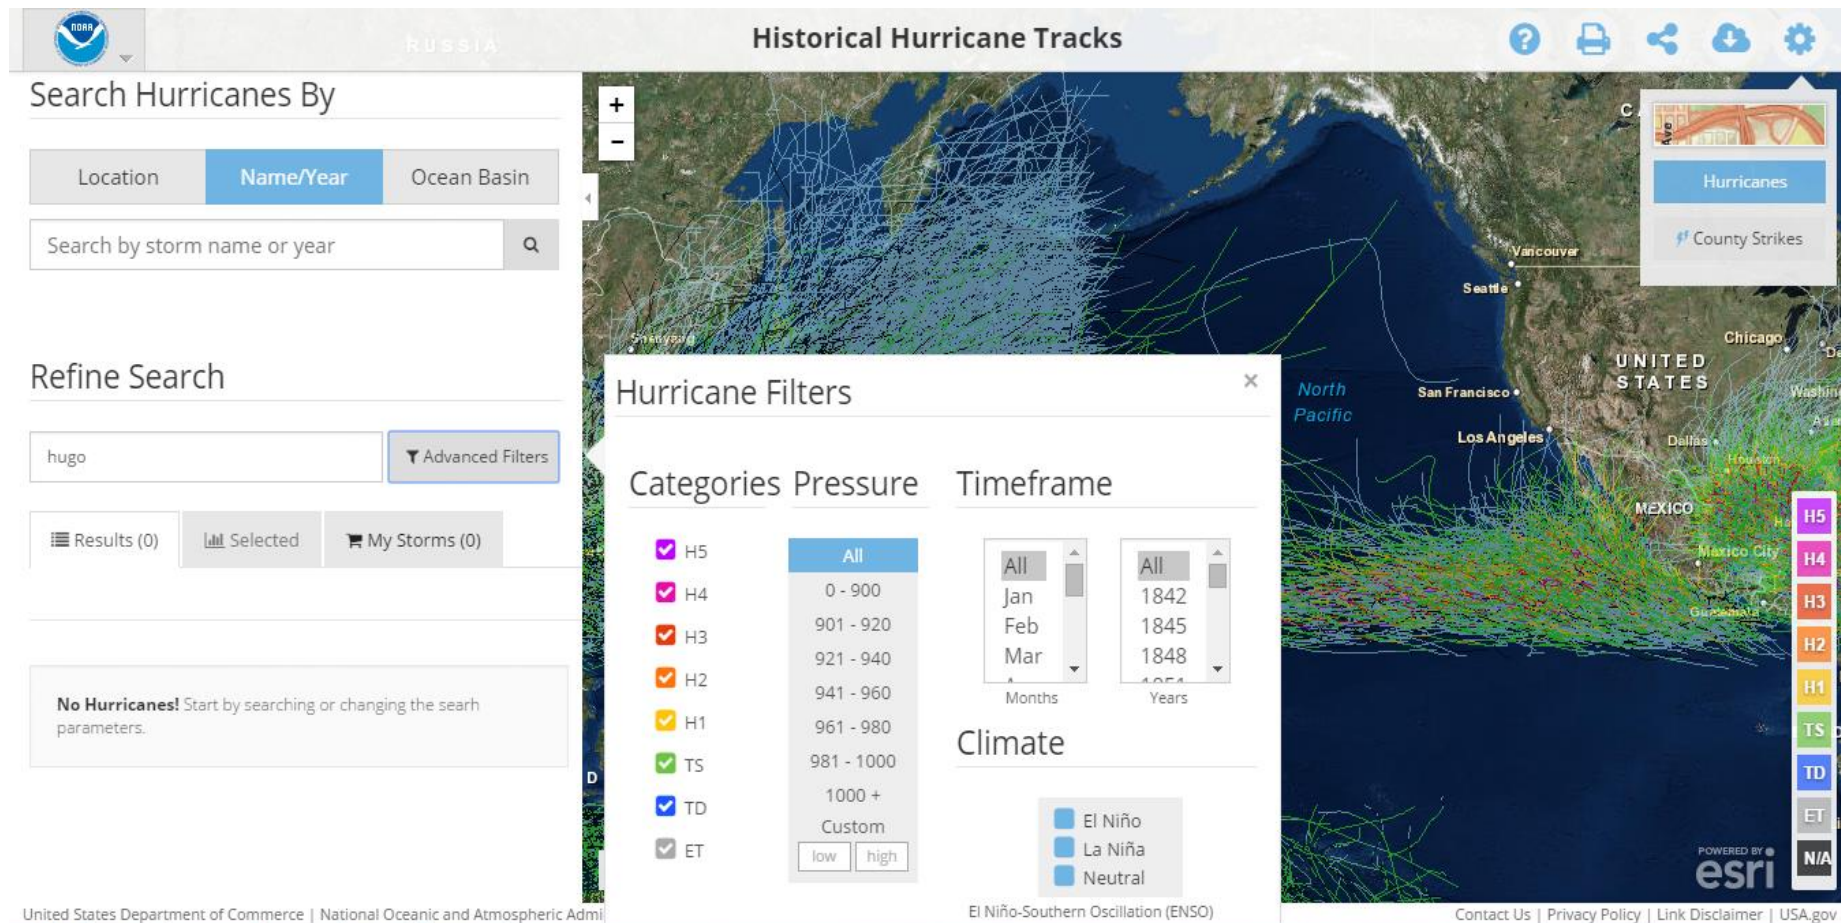 NOAA
RUSSIA
Historical Hurricane Tracks
Search Hurricanes By
Location
Name/Year
Ocean Basin
Search by storm name or year
Refine Search
hugo
Advanced Filters
Results (0)
Selected
My Storms (0)
No Hurricanes! Start by searching or changing the searh
parameters.
+
−
Shenyang
Hurricane Filters
×
Categories
H5
H4
H3
H2
H1
TS
TD
ET
Pressure
All
0 - 900
901 - 920
921 - 940
941 - 960
961 - 980
981 - 1000
1000 +
Custom
low
high
Timeframe
All
Jan
Feb
Mar
Months
All
1842
1845
1848
1851
Years
Climate
El Niño
La Niña
Neutral
El Niño-Southern Oscillation (ENSO)
Ave
Hurricanes
County Strikes
Vancouver
Seattle
Chicago
UNITED
STATES
North
Pacific
San Francisco
Washin
Los Angeles
Dallas
Houston
MEXICO
Mexico City
Guatemala
H5
H4
H3
H2
H1
TS
TD
ET
N/A
POWERED BY
esri
D
United States Department of Commerce | National Oceanic and Atmospheric Admi
Contact Us | Privacy Policy | Link Disclaimer | USA.gov